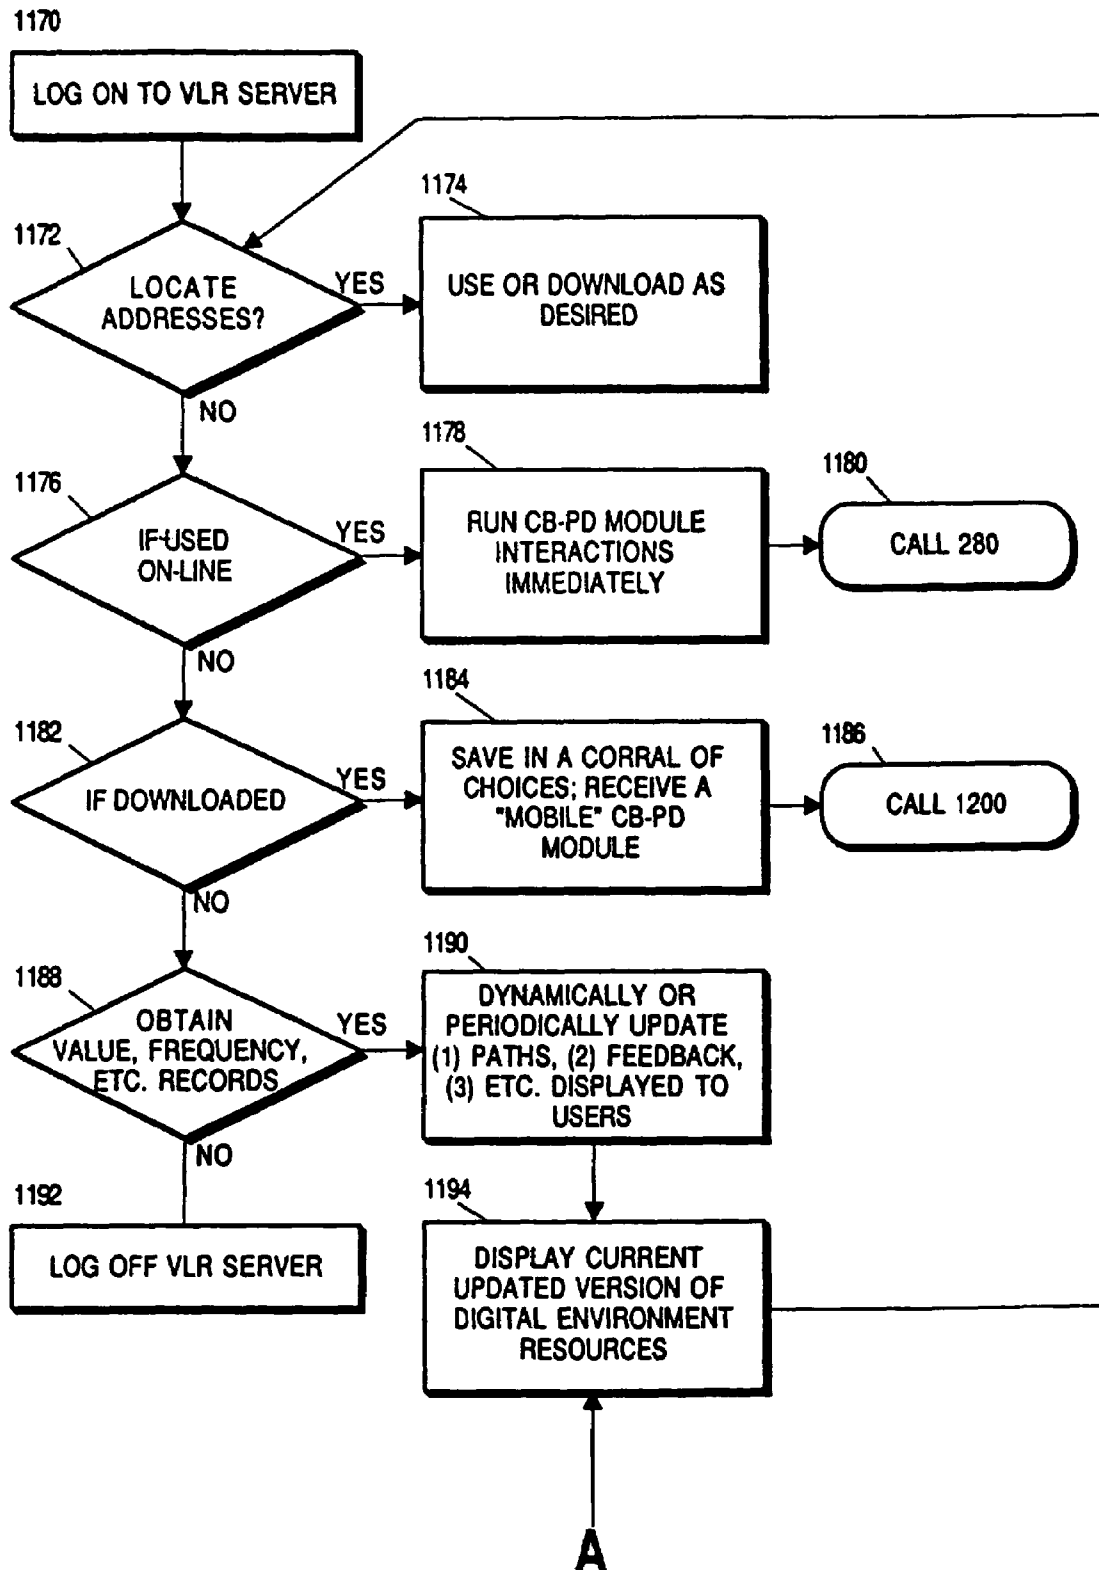 1170
LOG ON TO VLR SERVER
1172
LOCATE
ADDRESSES?
YES
NO
1174
USE OR DOWNLOAD AS
DESIRED
1176
IF USED
ON-LINE
YES
NO
1178
RUN CB-PD MODULE
INTERACTIONS
IMMEDIATELY
1180
CALL 280
1182
IF DOWNLOADED
YES
NO
1184
SAVE IN A CORRAL OF
CHOICES; RECEIVE A
"MOBILE" CB-PD
MODULE
1186
CALL 1200
1188
OBTAIN
VALUE, FREQUENCY,
ETC. RECORDS
YES
NO
1190
DYNAMICALLY OR
PERIODICALLY UPDATE
(1) PATHS, (2) FEEDBACK,
(3) ETC. DISPLAYED TO
USERS
1192
LOG OFF VLR SERVER
1194
DISPLAY CURRENT
UPDATED VERSION OF
DIGITAL ENVIRONMENT
RESOURCES
A